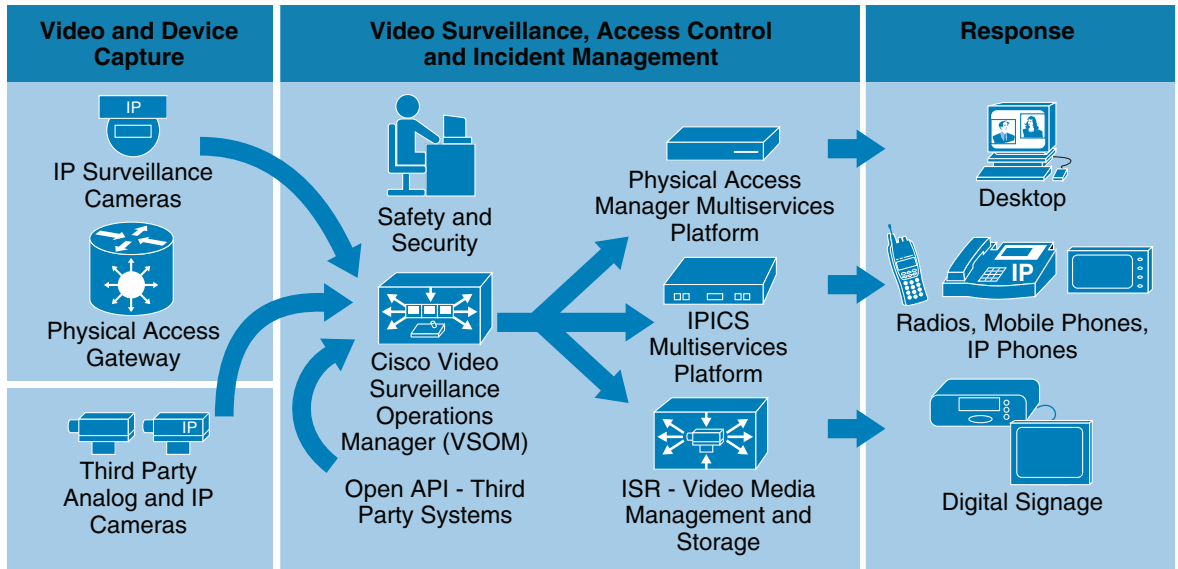 Video and Device
Capture
Video Surveillance, Access Control
and Incident Management
Response
IP
IP Surveillance
Cameras
Physical Access
Gateway
IP
Third Party
Analog and IP
Cameras
Safety and
Security
Cisco Video
Surveillance
Operations
Manager (VSOM)
Open API - Third
Party Systems
Physical Access
Manager Multiservices
Platform
IPICS
Multiservices
Platform
ISR - Video Media
Management and
Storage
Desktop
IP
Radios, Mobile Phones,
IP Phones
Digital Signage